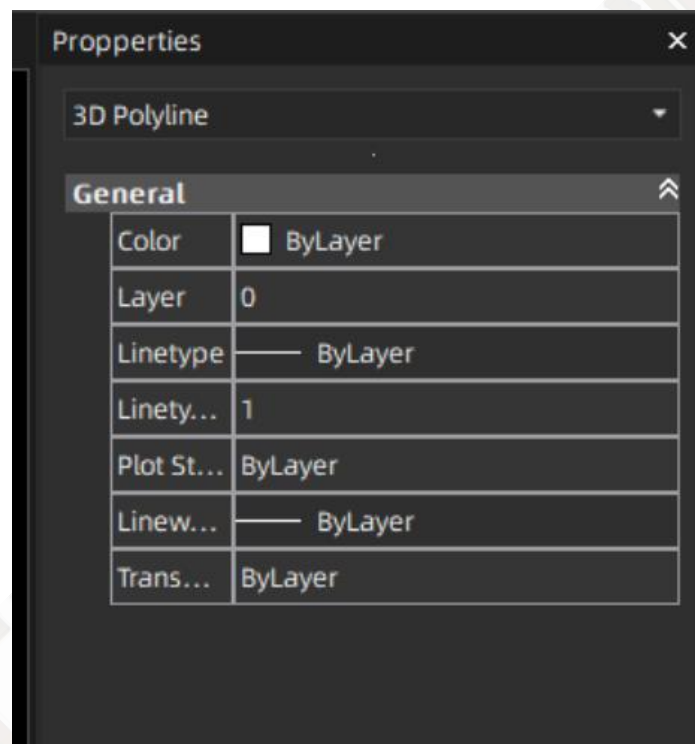 Propperties
3D Polyline
General
Color ByLayer
Layer 0
Linetype ByLayer
Linety... 1
Plot St... ByLayer
Linew... ByLayer
Trans... ByLayer